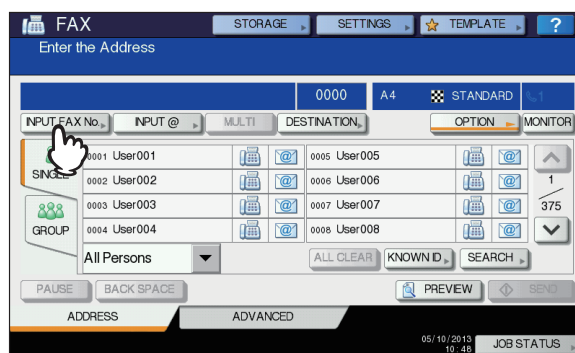 FAX STORAGE SETTINGS TEMPLATE ?
Enter the Address
0000 A4 STANDARD 1
INPUT FAX No. INPUT @ MULTI DESTINATION OPTION MONITOR
SINGLE
0001 User001 @ 0005 User005 @
0002 User002 @ 0006 User006 @
1
0003 User003 @ 0007 User007 @
375
GROUP
0004 User004 @ 0008 User008 @
All Persons ALL CLEAR KNOWN ID SEARCH
PAUSE BACK SPACE PREVIEW SEND
ADDRESS ADVANCED
05/10/2013
10:48
JOB STATUS